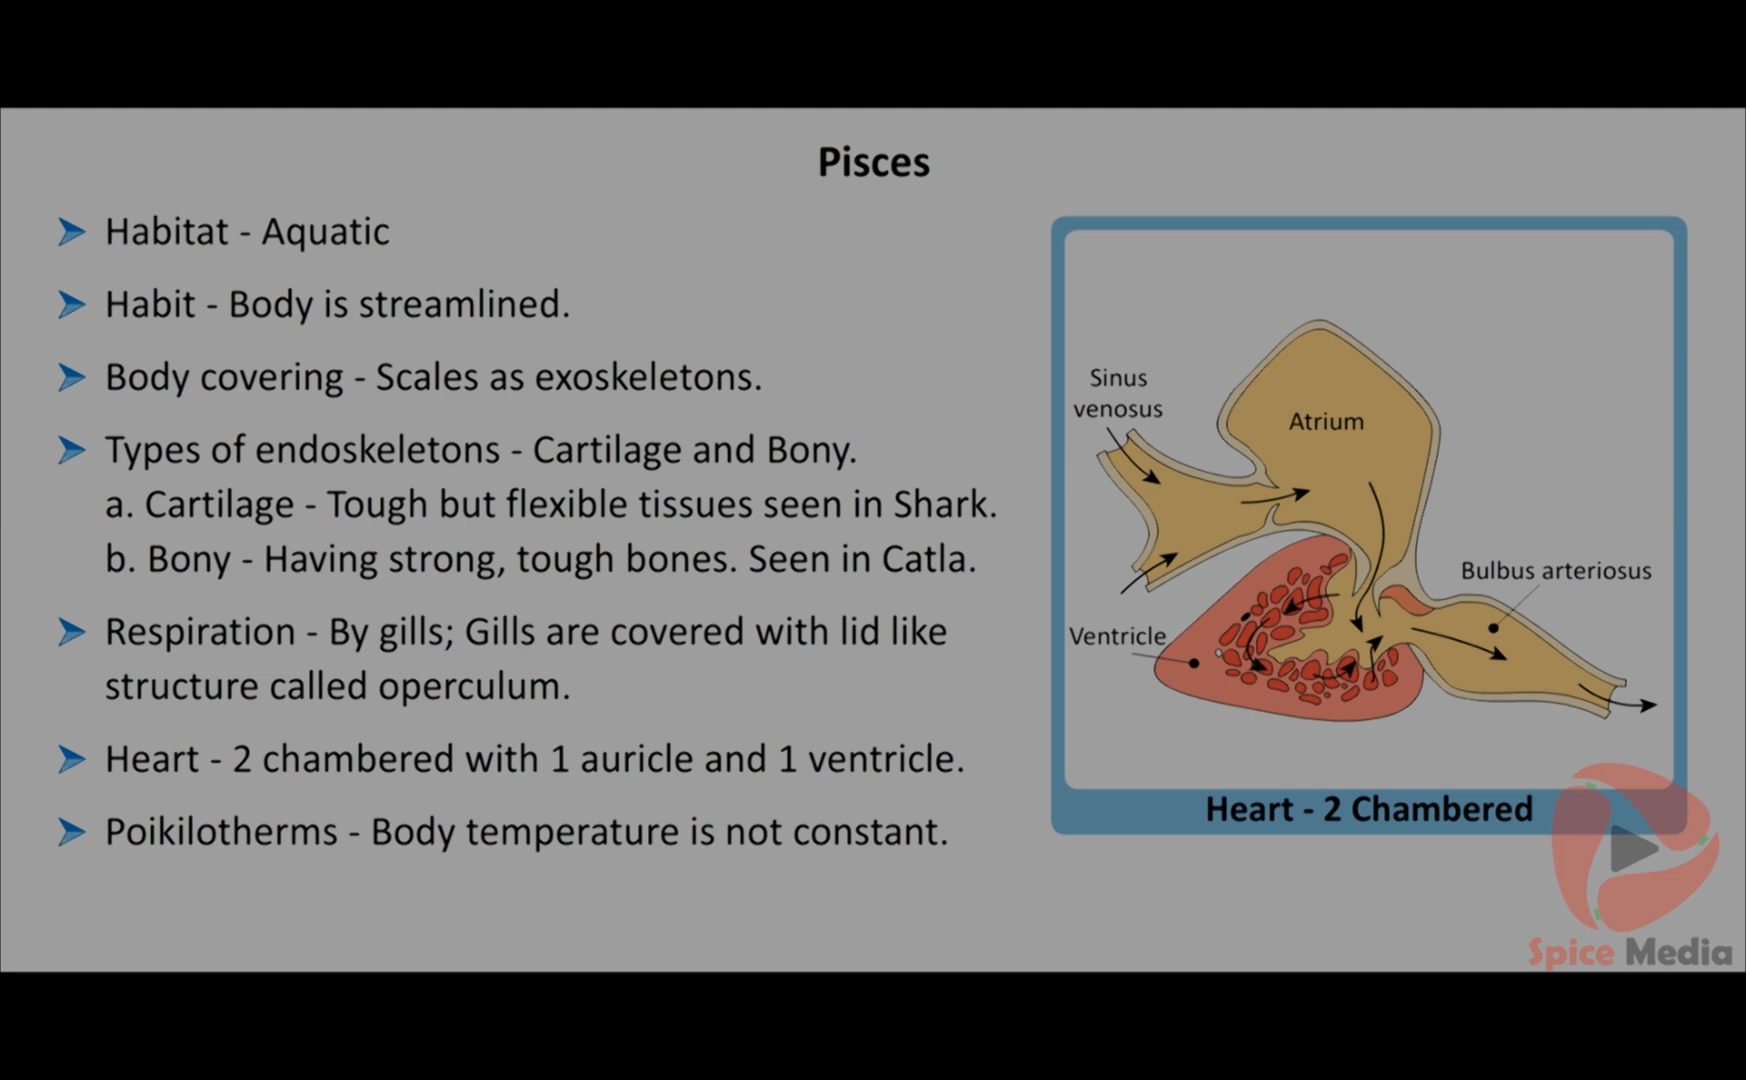 Pisces
Habitat - Aquatic
Habit - Body is streamlined.
Body covering - Scales as exoskeletons.
Types of endoskeletons - Cartilage and Bony.
a. Cartilage - Tough but flexible tissues seen in Shark.
b. Bony - Having strong, tough bones. Seen in Catla.
Respiration - By gills; Gills are covered with lid like
structure called operculum.
Heart - 2 chambered with 1 auricle and 1 ventricle.
Poikilotherms - Body temperature is not constant.
Sinus
venosus
Atrium
Bulbus arteriosus
Ventricle
Heart - 2 Chambered
Spice Media